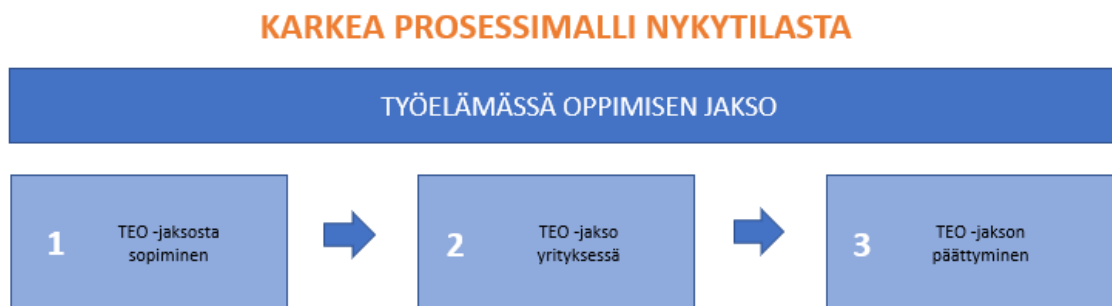 KARKEA PROSESSIMALLI NYKYTILASTA
TYÖELÄMÄSSÄ OPPIMISEN JAKSO
1
TEO -jaksosta
sopiminen
2
TEO -jakso
yrityksessä
3
TEO -jakson
päättyminen